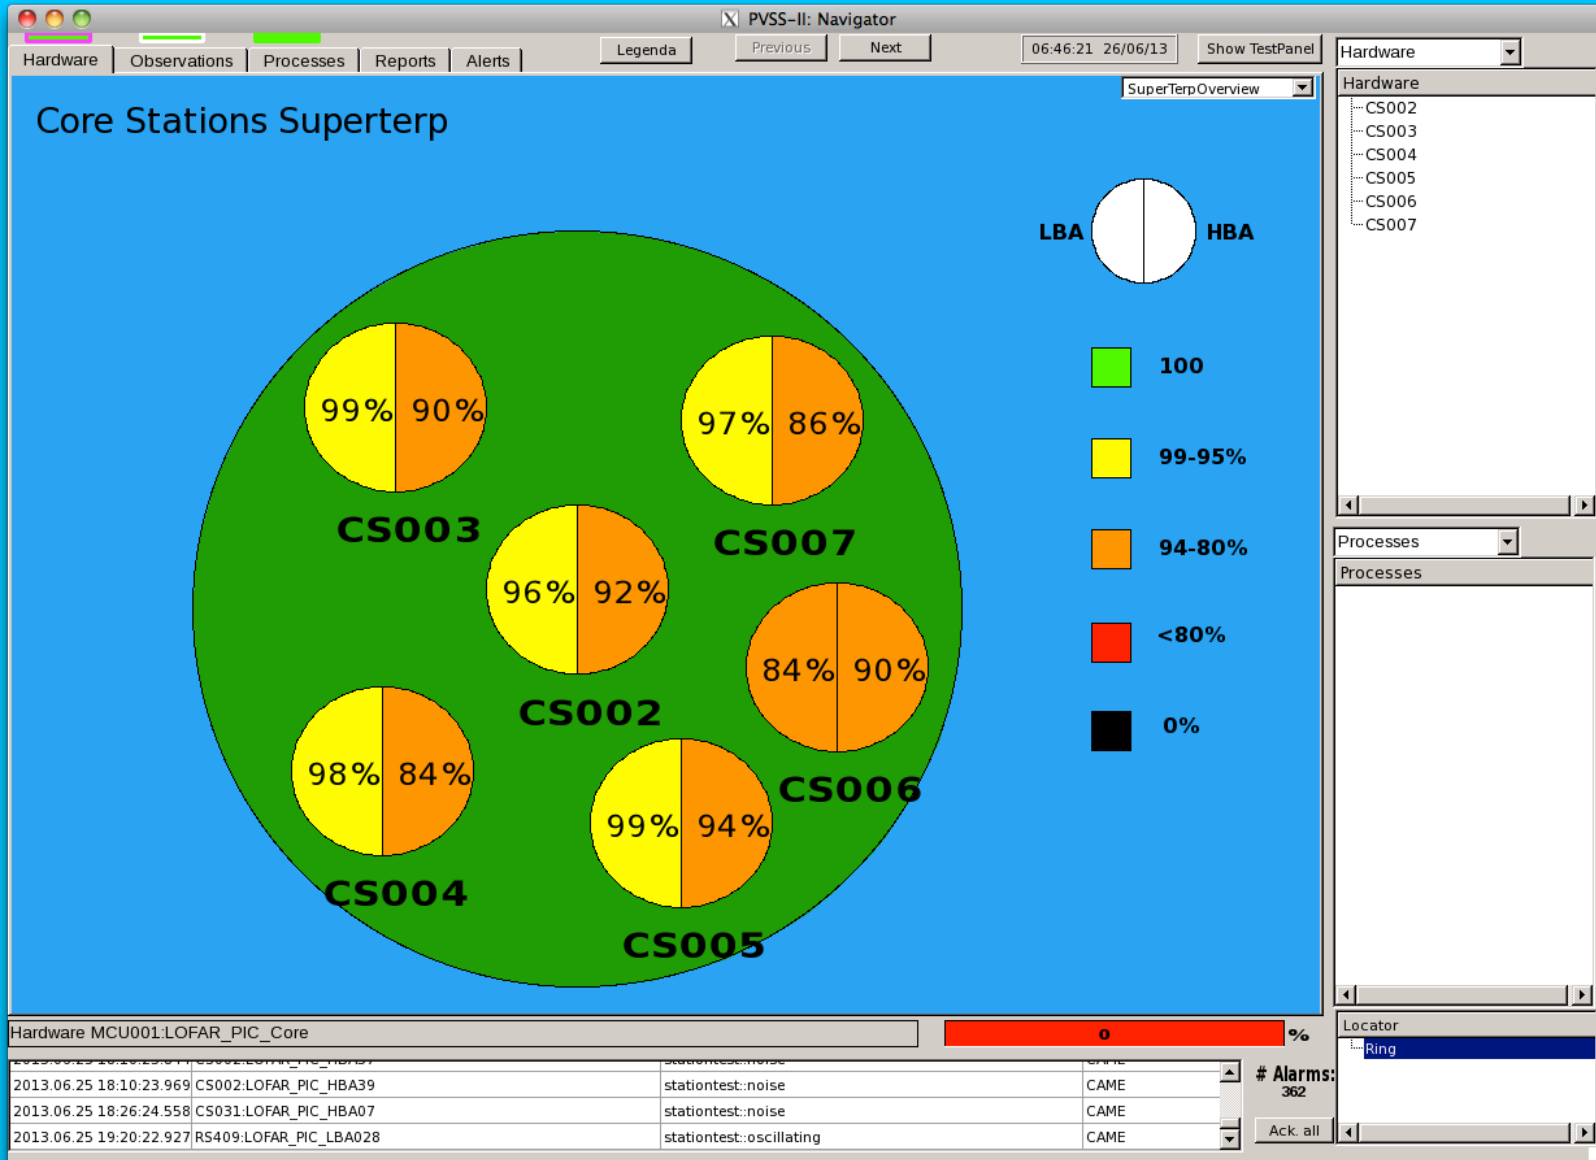 PVSS-II: Navigator
Hardware
Observations
Processes
Reports
Alerts
Legenda
Previous
Next
06:46:21 26/06/13
Show TestPanel
SuperTerpOverview
Core Stations Superterp
LBA
HBA
100
99-95%
94-80%
<80%
0%
99% 90%
CS003
97% 86%
CS007
96% 92%
CS002
84% 90%
CS006
98% 84%
CS004
99% 94%
CS005
Hardware
Hardware
CS002
CS003
CS004
CS005
CS006
CS007
Processes
Processes
Locator
Ring
Hardware MCU001:LOFAR_PIC_Core
0 %
2013.06.25 18:10:23.969 CS002:LOFAR_PIC_HBA39 stationtest::noise CAME
2013.06.25 18:26:24.558 CS031:LOFAR_PIC_HBA07 stationtest::noise CAME
2013.06.25 19:20:22.927 RS409:LOFAR_PIC_LBA028 stationtest::oscillating CAME
# Alarms:
362
Ack. all